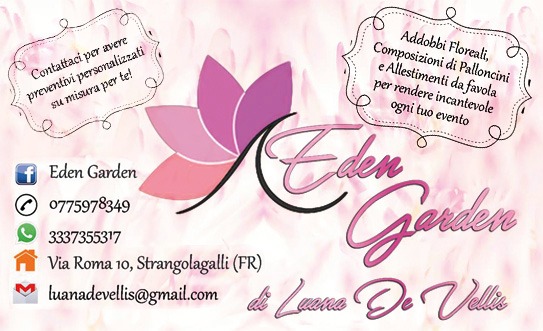 Contattaci per avere
preventivi personalizzati
su misura per te!
Addobbi Floreali,
Composizioni di Palloncini
e Allestimenti da favola
per rendere incantevole
ogni tuo evento
Eden
Garden
di Luana De Vellis
Eden Garden
0775978349
3337355317
Via Roma 10, Strangolagalli (FR)
luanadevellis@gmail.com